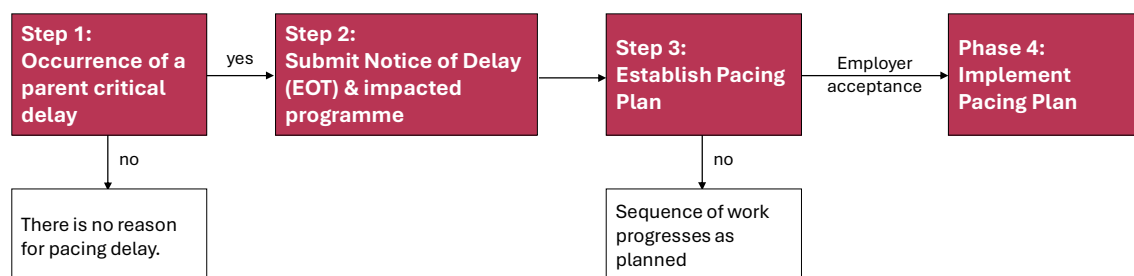 Step 1:
Occurrence of a
parent critical
delay
yes
Step 2:
Submit Notice of Delay
(EOT) & impacted
programme
Step 3:
Establish Pacing
Plan
Employer
acceptance
Phase 4:
Implement
Pacing Plan
no
There is no reason
for pacing delay.
no
Sequence of work
progresses as
planned